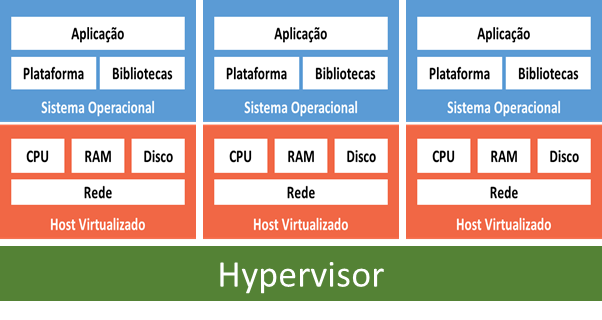 Aplicação Aplicação Aplicação
Plataforma Bibliotecas Plataforma Bibliotecas Plataforma Bibliotecas
Sistema Operacional Sistema Operacional Sistema Operacional
CPU RAM Disco CPU RAM Disco CPU RAM Disco
Rede Rede Rede
Host Virtualizado Host Virtualizado Host Virtualizado
Hypervisor